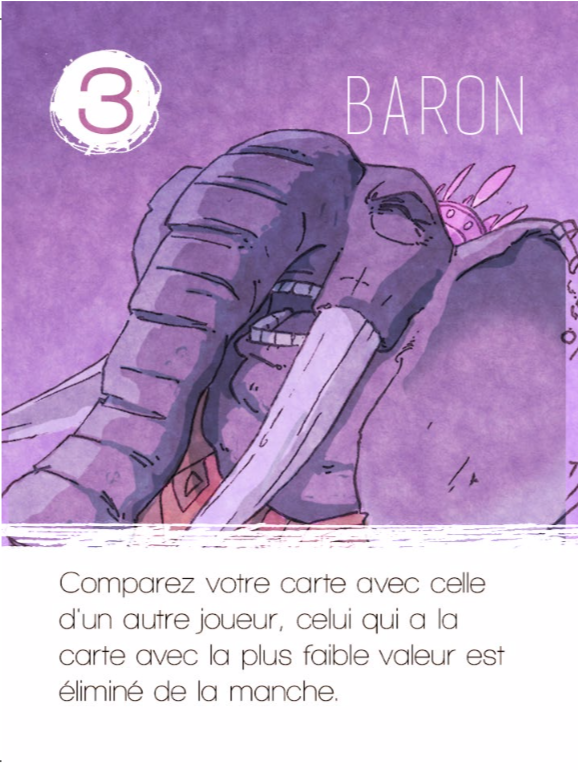 3
BARON
Comparez votre carte avec celle
d'un autre joueur, celui qui a la
carte avec la plus faible valeur est
éliminé de la manche.